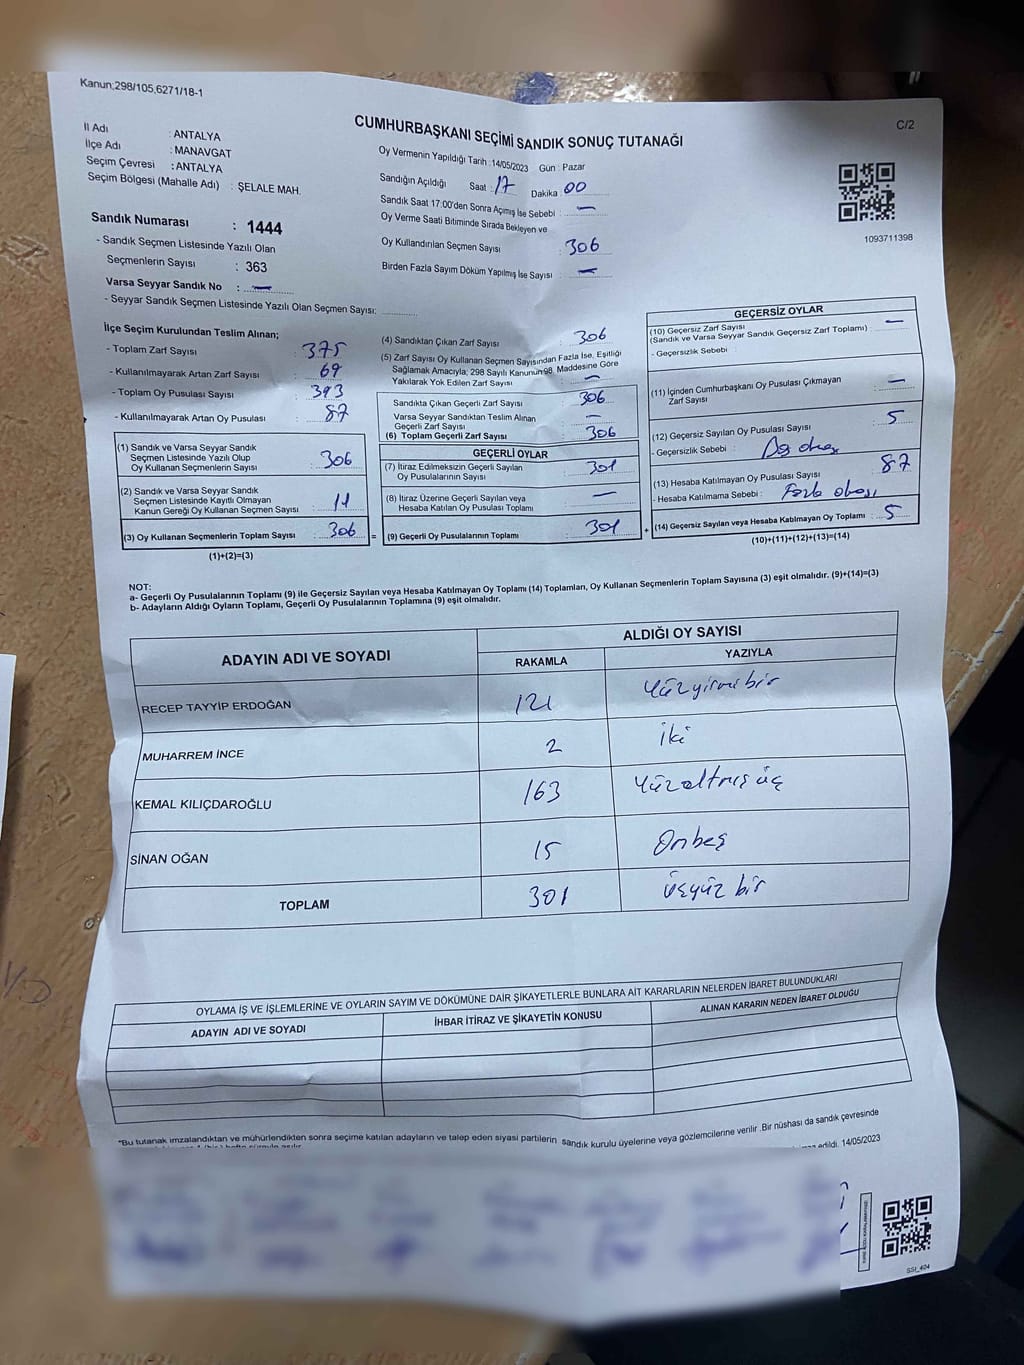 Kanun;298/105,6271/18-1
C/2
CUMHURBAŞKANI SEÇİMİ SANDIK SONUÇ TUTANAĞI
İl Adı : ANTALYA
İlçe Adı : MANAVGAT
Seçim Çevresi : ANTALYA
Seçim Bölgesi (Mahalle Adı) : ŞELALE MAH.
Sandık Numarası : 1444
- Sandık Seçmen Listesinde Yazılı Olan
Seçmenlerin Sayısı : 363
Varsa Seyyar Sandık No : —
- Seyyar Sandık Seçmen Listesinde Yazılı Olan Seçmen Sayısı:
Oy Vermenin Yapıldığı Tarih :14/05/2023 Gün : Pazar
Sandığın Açıldığı Saat : 17 Dakika : 00
Sandık Saat 17:00'den Sonra Açımış İse Sebebi : —
Oy Verme Saati Bitiminde Sırada Bekleyen ve
Oy Kullandırılan Seçmen Sayısı : 306
Birden Fazla Sayım Döküm Yapılmış İse Sayısı : —
1093711398
İlçe Seçim Kurulundan Teslim Alınan;
- Toplam Zarf Sayısı : 375
- Kullanılmayarak Artan Zarf Sayısı : 69
- Toplam Oy Pusulası Sayısı : 393
- Kullanılmayarak Artan Oy Pusulası : 87
(1) Sandık ve Varsa Seyyar Sandık
Seçmen Listesinde Yazılı Olup
Oy Kullanan Seçmenlerin Sayısı : 306
(2) Sandık ve Varsa Seyyar Sandık
Seçmen Listesinde Kayıtlı Olmayan
Kanun Gereği Oy Kullanan Seçmen Sayısı : 11
(3) Oy Kullanan Seçmenlerin Toplam Sayısı : 306
(1)+(2)=(3)
(4) Sandıktan Çıkan Zarf Sayısı : 306
(5) Zarf Sayısı Oy Kullanan Seçmen Sayısından Fazla İse, Eşitliği
Sağlamak Amacıyla; 298 Sayılı Kanunun 98. Maddesine Göre
Yakılarak Yok Edilen Zarf Sayısı : —
Sandıkta Çıkan Geçerli Zarf Sayısı : 306
Varsa Seyyar Sandıktan Teslim Alınan
Geçerli Zarf Sayısı : —
(6) Toplam Geçerli Zarf Sayısı : 306
GEÇERLİ OYLAR
(7) İtiraz Edilmeksizin Geçerli Sayılan
Oy Pusulalarının Sayısı : 301
(8) İtiraz Üzerine Geçerli Sayılan veya
Hesaba Katılan Oy Pusulası Toplamı : —
= (9) Geçerli Oy Pusulalarının Toplamı : 301
GEÇERSİZ OYLAR
(10) Geçersiz Zarf Sayısı
(Sandık ve Varsa Seyyar Sandık Geçersiz Zarf Toplamı) : —
- Geçersizlik Sebebi :
(11) İçinden Cumhurbaşkanı Oy Pusulası Çıkmayan
Zarf Sayısı : —
(12) Geçersiz Sayılan Oy Pusulası Sayısı : 5
- Geçersizlik Sebebi :
(13) Hesaba Katılmayan Oy Pusulası Sayısı : 87
- Hesaba Katılmama Sebebi : Fazla olması
+ (14) Geçersiz Sayılan veya Hesaba Katılmayan Oy Toplamı : 5
(10)+(11)+(12)+(13)=(14)
NOT:
a- Geçerli Oy Pusulalarının Toplamı (9) ile Geçersiz Sayılan veya Hesaba Katılmayan Oy Toplamı (14) Toplamları, Oy Kullanan Seçmenlerin Toplam Sayısına (3) eşit olmalıdır. (9)+(14)=(3)
b- Adayların Aldığı Oyların Toplamı, Geçerli Oy Pusulalarının Toplamına (9) eşit olmalıdır.
ADAYIN ADI VE SOYADI
ALDIĞI OY SAYISI
RAKAMLA YAZIYLA
RECEP TAYYİP ERDOĞAN 121 Yüzyirmi bir
MUHARREM İNCE 2 iki
KEMAL KILIÇDAROĞLU 163 Yüzaltmış üç
SİNAN OĞAN 15 Onbeş
TOPLAM 301 üçyüz bir
OYLAMA İŞ VE İŞLEMLERİNE VE OYLARIN SAYIM VE DÖKÜMÜNE DAİR ŞİKAYETLERLE BUNLARA AİT KARARLARIN NELERDEN İBARET BULUNDUKLARI
ADAYIN ADI VE SOYADI İHBAR İTİRAZ VE ŞİKAYETİN KONUSU ALINAN KARARIN NEDEN İBARET OLDUĞU
*Bu tutanak imzalandıktan ve mühürlendikten sonra seçime katılan adayların ve talep eden siyasi partilerin sandık kurulu üyelerine veya gözlemcilerine verilir .Bir nüshası da sandık çevresinde
edildi. 14/05/2023
SSI_404